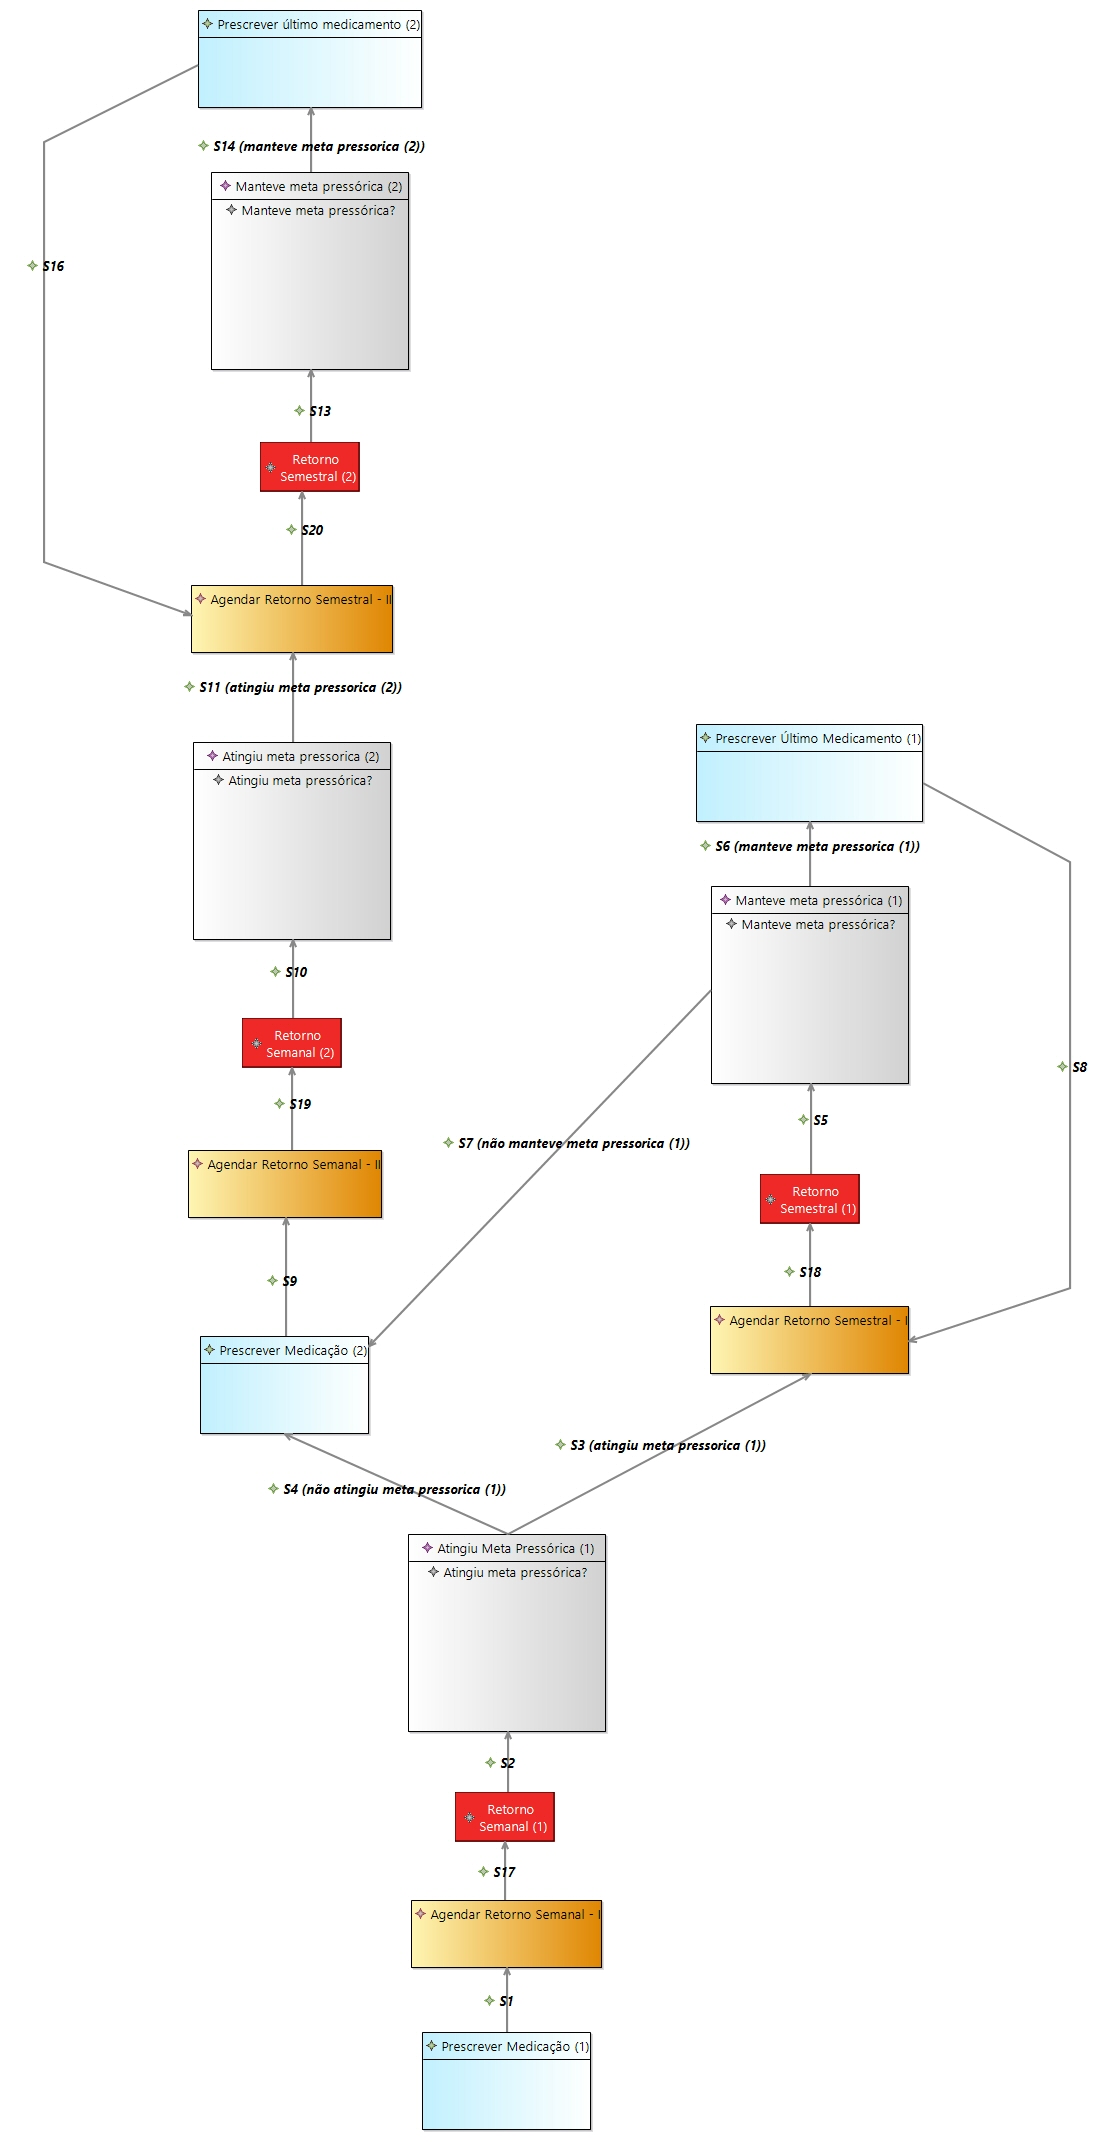 Prescrever último medicamento (2)
S14 (manteve meta pressorica (2))
Manteve meta pressórica (2)
Manteve meta pressórica?
S16
S13
Retorno
Semestral (2)
S20
Agendar Retorno Semestral - II
S11 (atingiu meta pressorica (2))
Atingiu meta pressorica (2)
Atingiu meta pressórica?
Prescrever Último Medicamento (1)
S6 (manteve meta pressorica (1))
Manteve meta pressórica (1)
Manteve meta pressórica?
S10
Retorno
Semanal (2)
S8
S19
S5
S7 (não manteve meta pressorica (1))
Agendar Retorno Semanal - II
Retorno
Semestral (1)
S18
S9
Agendar Retorno Semestral - I
Prescrever Medicação (2)
S3 (atingiu meta pressorica (1))
S4 (não atingiu meta pressorica (1))
Atingiu Meta Pressórica (1)
Atingiu meta pressórica?
S2
Retorno
Semanal (1)
S17
Agendar Retorno Semanal - I
S1
Prescrever Medicação (1)